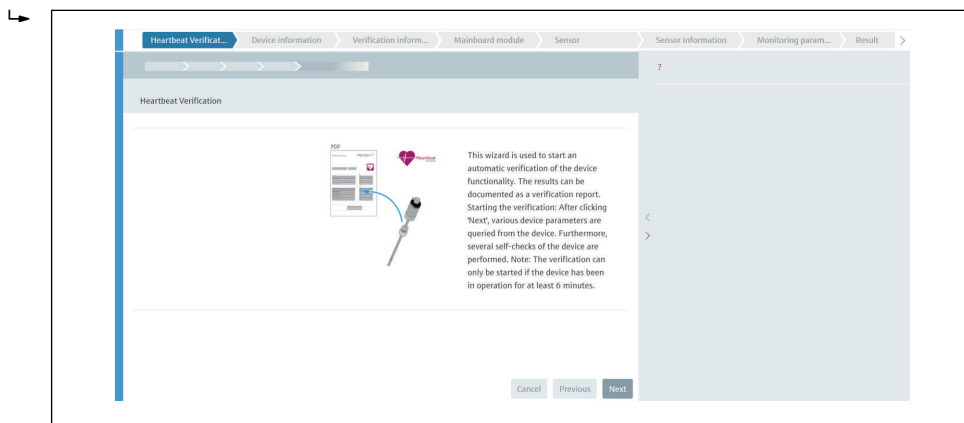 Heartbeat Verificat...
Device information
Verification inform...
Mainboard module
Sensor
Sensor information
Monitoring param...
Result
?
Heartbeat Verification
PDF
Heartbeat
This wizard is used to start an
automatic verification of the device
functionality. The results can be
documented as a verification report.
Starting the verification: After clicking
'Next', various device parameters are
queried from the device. Furthermore,
several self-checks of the device are
performed. Note: The verification can
only be started if the device has been
in operation for at least 6 minutes.
Cancel
Previous
Next